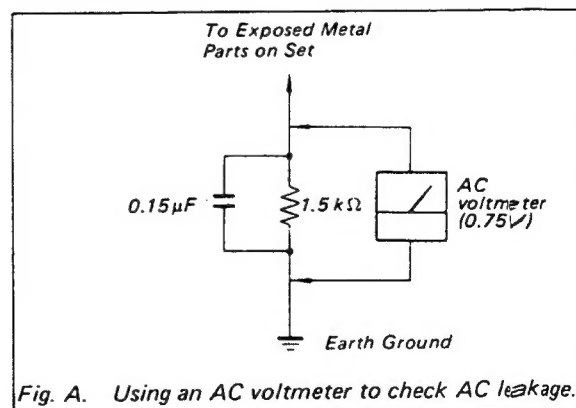 To Exposed Metal
Parts on Set
0.15μF
1.5 kΩ
AC
voltmeter
(0.75V)
Earth Ground
Fig. A. Using an AC voltmeter to check AC leakage.